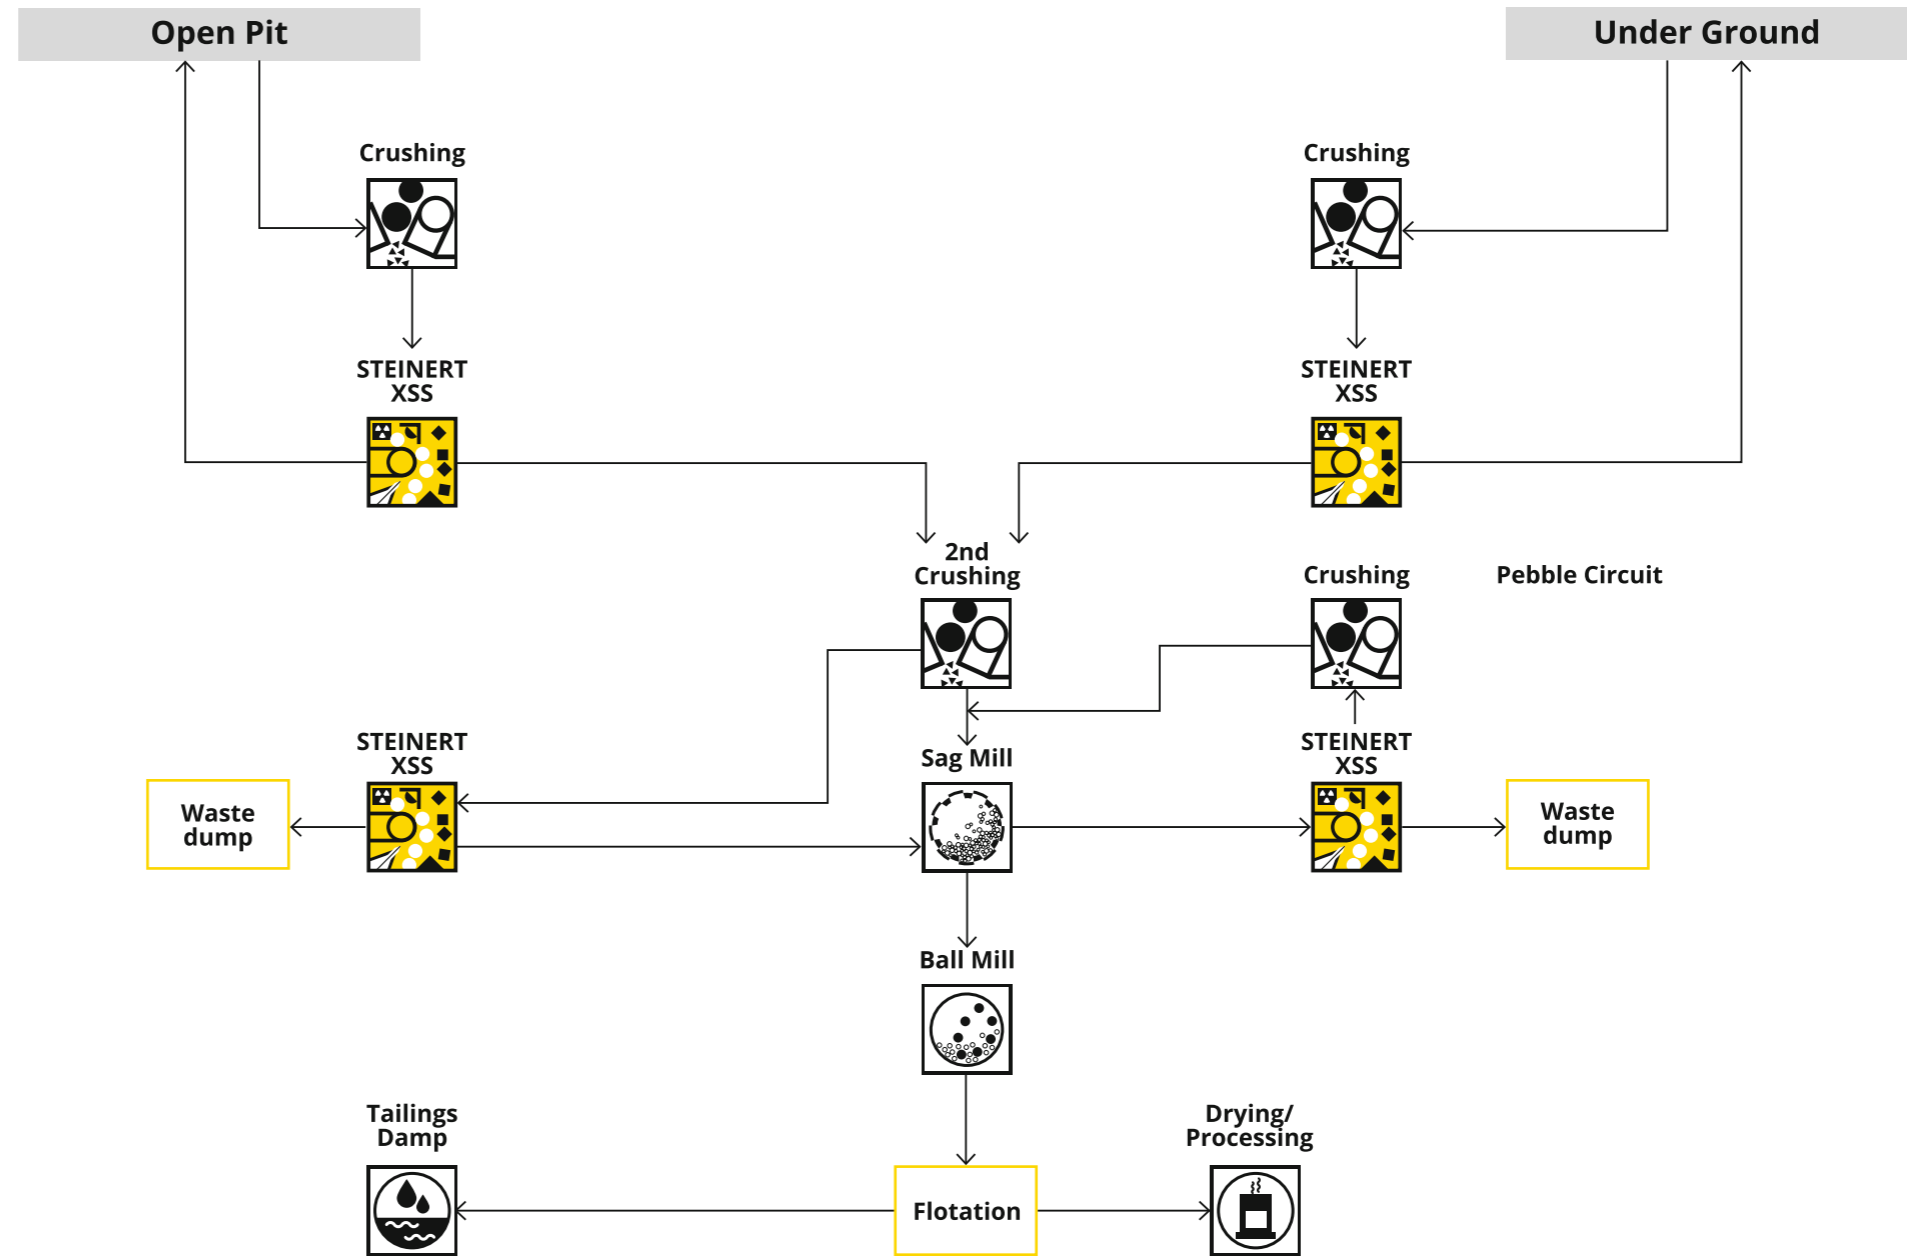 Open Pit
Under Ground
Crushing
Crushing
STEINERT
XSS
STEINERT
XSS
2nd
Crushing
Crushing
Pebble Circuit
STEINERT
XSS
Sag Mill
STEINERT
XSS
Waste
dump
Waste
dump
Ball Mill
Tailings
Damp
Drying/
Processing
Flotation